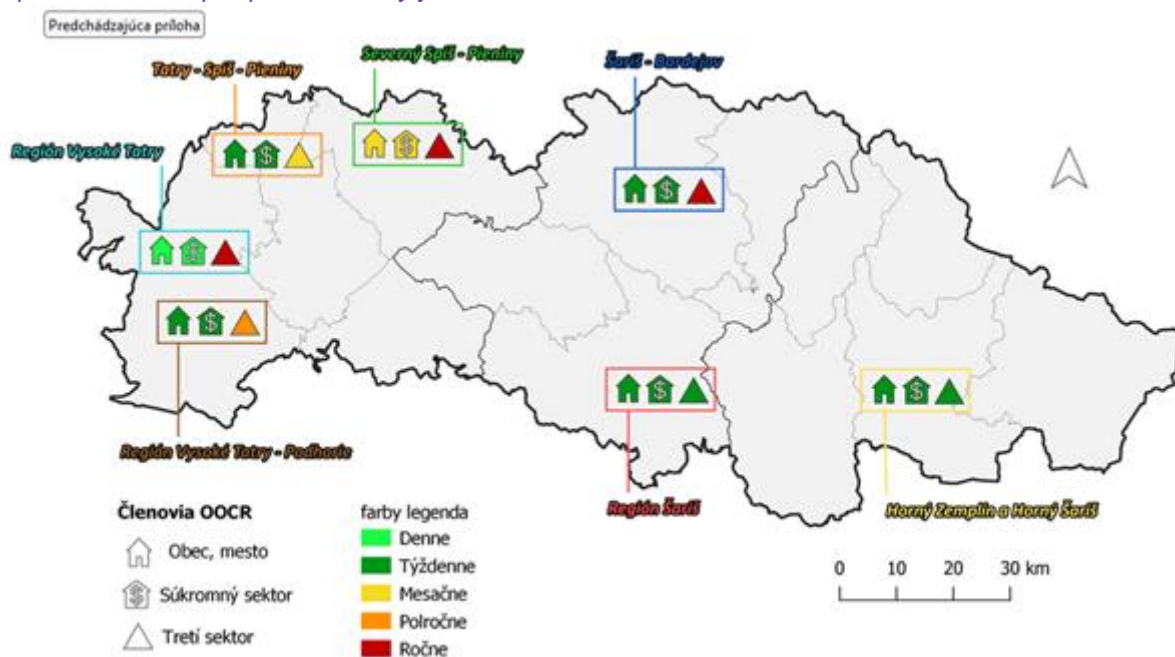 Predchádzajúca príloha
Severný Spiš - Pieniny
Šariš - Bardejov
Tatry - Spiš - Pieniny
Región Vysoké Tatry
Región Vysoké Tatry - Podhorie
Región Šariš
Horný Zemplín a Horný Šariš
Členovia OOCR
Obec, mesto
Súkromný sektor
Tretí sektor
farby legenda
Denne
Týždenne
Mesačne
Polročne
Ročne
0 10 20 30 km